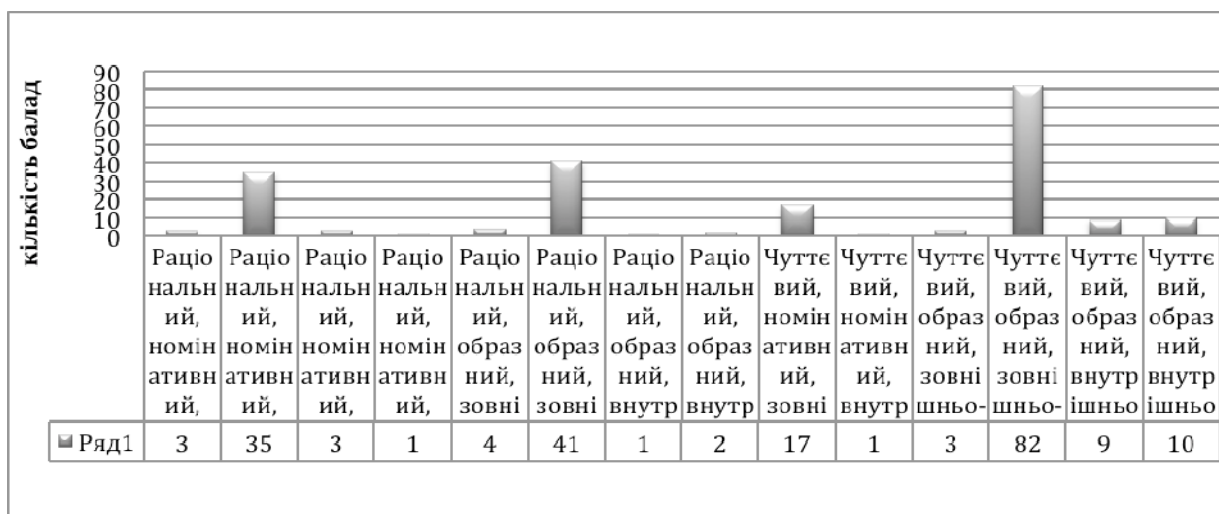 кількість балад
90
80
70
60
50
40
30
20
10
0
Раціо нальн ий, номін ативн ий,
Раціо нальн ий, номін ативн ий,
Раціо нальн ий, номін ативн ий,
Раціо нальн ий, номін ативн ий,
Раціо нальн ий, образ ний, зовні
Раціо нальн ий, образ ний, зовні
Раціо нальн ий, образ ний, внутр
Раціо нальн ий, образ ний, внутр
Чуттє вий, номін ативн ий, зовні
Чуттє вий, номін ативн ий, внутр
Чуттє вий, образ ний, зовні шньо-
Чуттє вий, образ ний, зовні шньо-
Чуттє вий, образ ний, внутр ішньо
Чуттє вий, образ ний, внутр ішньо
Ряд1 3 35 3 1 4 41 1 2 17 1 3 82 9 10